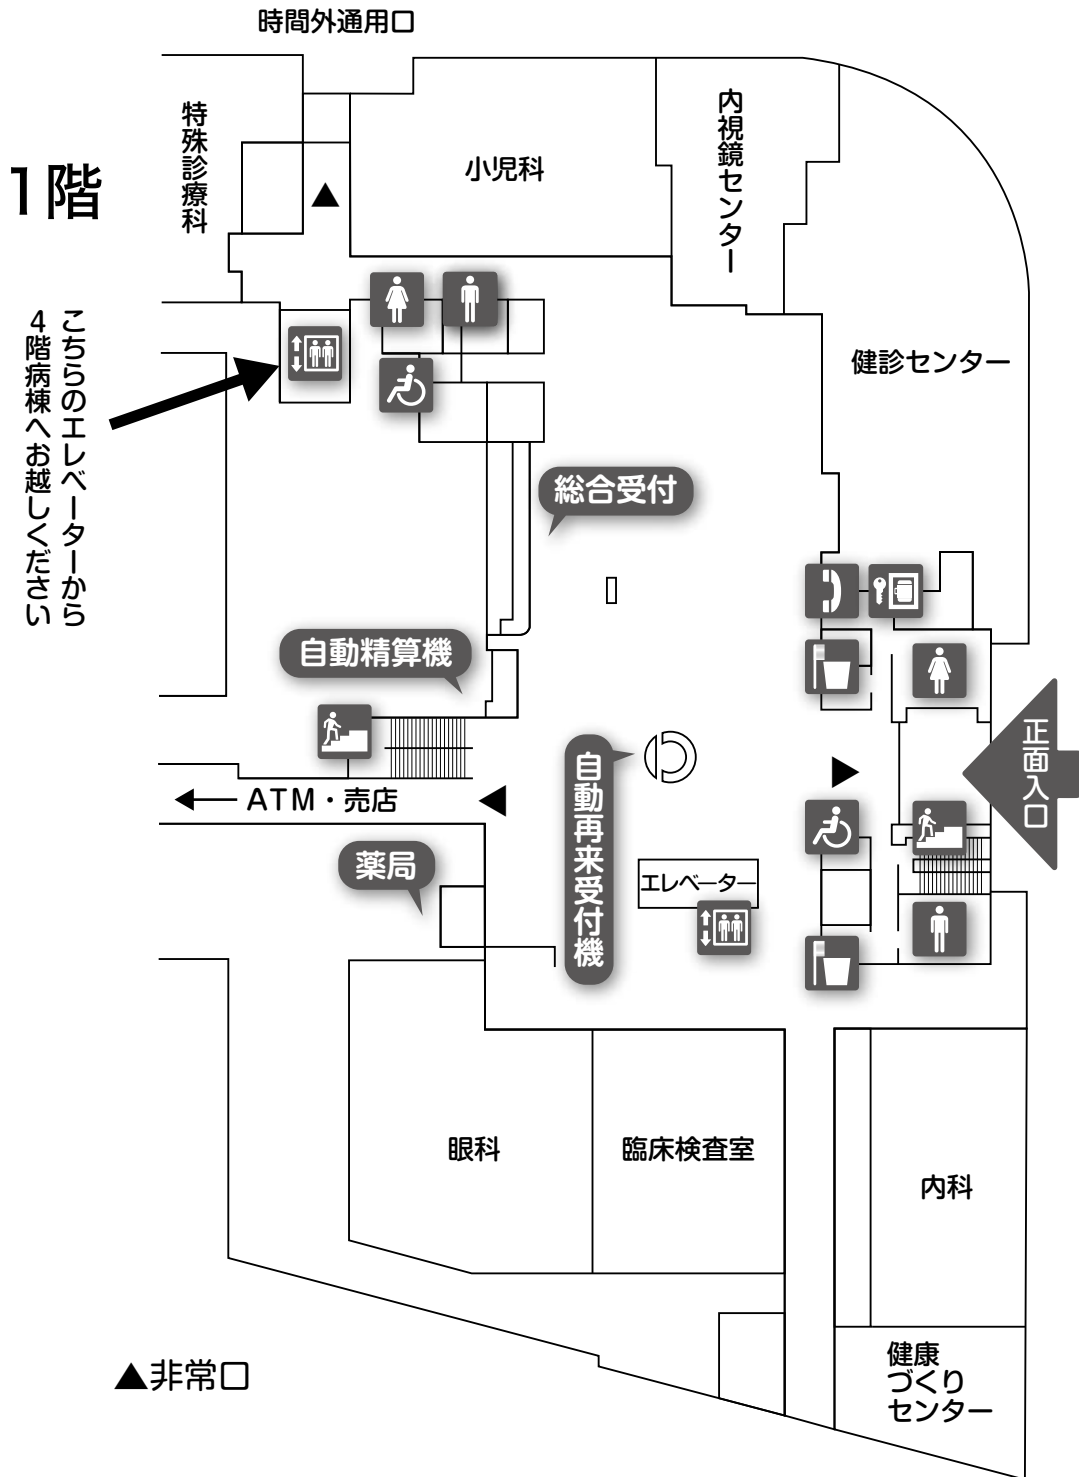 時間外通用口
1階
特殊診療科
小児科
内視鏡センター
健診センター
こちらのエレベーターから
4階病棟へお越しください
総合受付
自動精算機
正面入口
自動再来受付機
ATM・売店
薬局
エレベーター
眼科
臨床検査室
内科
健康
づくり
センター
▲非常口